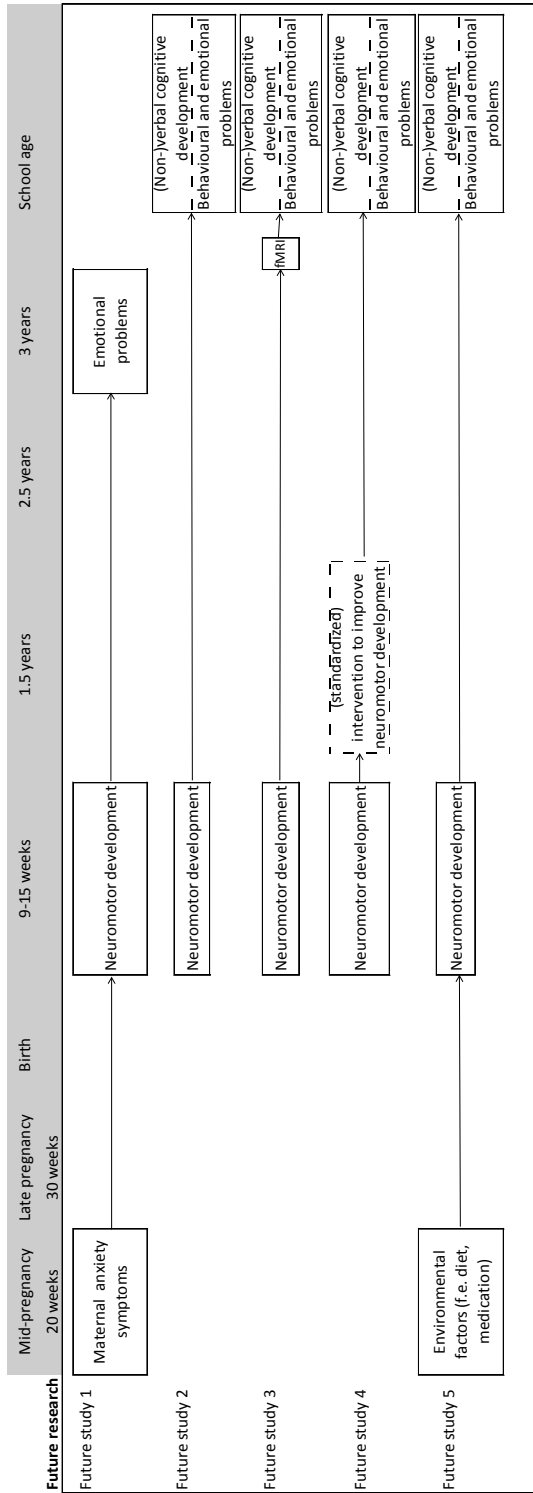 Mid-pregnancy Late pregnancy Birth 9-15 weeks 1.5 years 2.5 years 3 years School age
20 weeks 30 weeks
Future research
Future study 1
Maternal anxiety
symptoms
Neuromotor development
Emotional
problems
Future study 2
Neuromotor development
(Non-)verbal cognitive
development
Behavioural and emotional
problems
Future study 3
Neuromotor development
fMRI
(Non-)verbal cognitive
development
Behavioural and emotional
problems
Future study 4
Neuromotor development
(standardized)
intervention to improve
neuromotor development
(Non-)verbal cognitive
development
Behavioural and emotional
problems
Future study 5
Environmental
factors (f.e. diet,
medication)
Neuromotor development
(Non-)verbal cognitive
development
Behavioural and emotional
problems